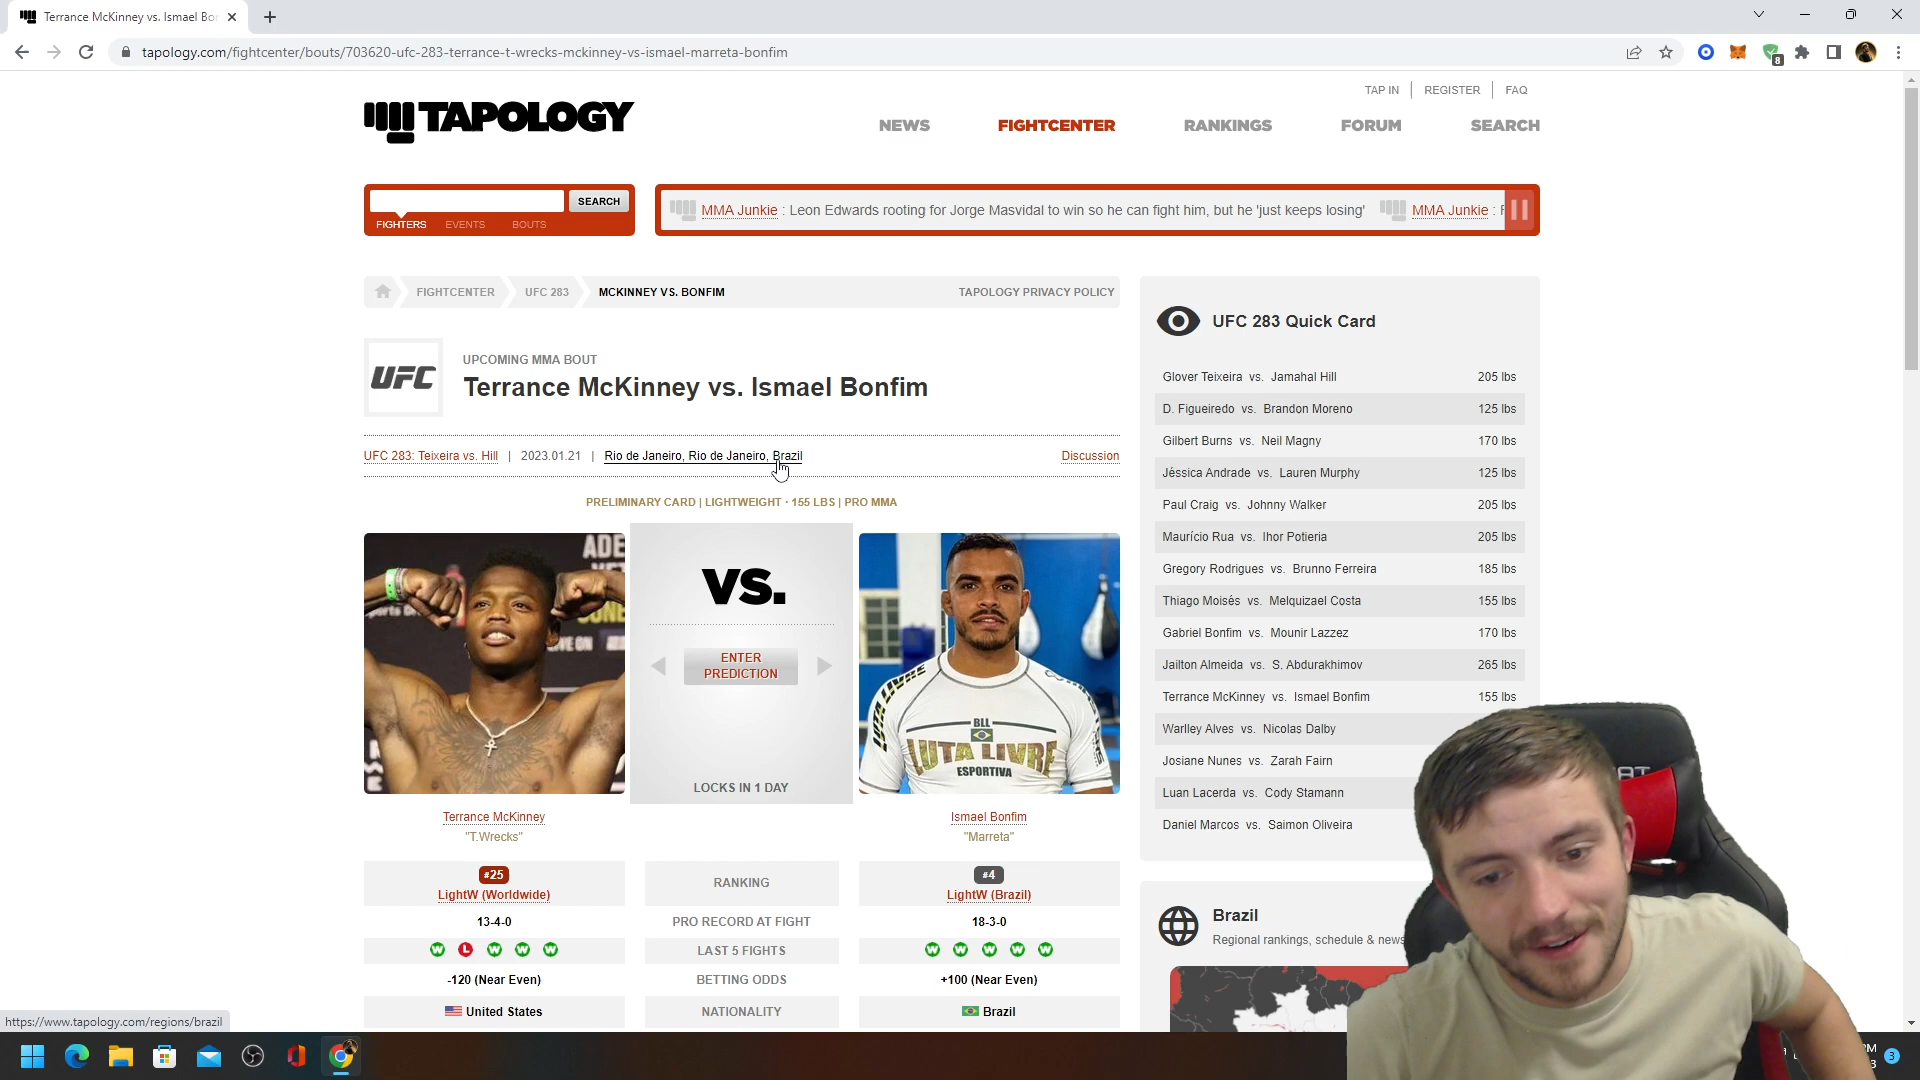 Terrance McKinney vs. Ismael Bon
tapology.com/fightcenter/bouts/703620-ufc-283-terrance-t-wrecks-mckinney-vs-ismael-marreta-bonfim
8
TAP IN
REGISTER
FAQ
TAPOLOGY
NEWS
FIGHTCENTER
RANKINGS
FORUM
SEARCH
SEARCH
FIGHTERS
EVENTS
BOUTS
MMA Junkie : Leon Edwards rooting for Jorge Masvidal to win so he can fight him, but he 'just keeps losing'
MMA Junkie :
FIGHTCENTER
UFC 283
MCKINNEY VS. BONFIM
TAPOLOGY PRIVACY POLICY
UFC
UPCOMING MMA BOUT
Terrance McKinney vs. Ismael Bonfim
UFC 283: Teixeira vs. Hill | 2023.01.21 | Rio de Janeiro, Rio de Janeiro, Brazil
Discussion
PRELIMINARY CARD | LIGHTWEIGHT · 155 LBS | PRO MMA
ADE
VE ON
VS.
ENTER
PREDICTION
LOCKS IN 1 DAY
BLL
LUTA LIVRE
ESPORTIVA
Terrance McKinney
"T.Wrecks"
Ismael Bonfim
"Marreta"
#25
LightW (Worldwide)
RANKING
#4
LightW (Brazil)
13-4-0
PRO RECORD AT FIGHT
18-3-0
W L W W W
LAST 5 FIGHTS
W W W W W
-120 (Near Even)
BETTING ODDS
+100 (Near Even)
United States
NATIONALITY
Brazil
UFC 283 Quick Card
Glover Teixeira vs. Jamahal Hill 205 lbs
D. Figueiredo vs. Brandon Moreno 125 lbs
Gilbert Burns vs. Neil Magny 170 lbs
Jéssica Andrade vs. Lauren Murphy 125 lbs
Paul Craig vs. Johnny Walker 205 lbs
Maurício Rua vs. Ihor Potieria 205 lbs
Gregory Rodrigues vs. Brunno Ferreira 185 lbs
Thiago Moisés vs. Melquizael Costa 155 lbs
Gabriel Bonfim vs. Mounir Lazzez 170 lbs
Jailton Almeida vs. S. Abdurakhimov 265 lbs
Terrance McKinney vs. Ismael Bonfim 155 lbs
Warlley Alves vs. Nicolas Dalby
Josiane Nunes vs. Zarah Fairn
Luan Lacerda vs. Cody Stamann
Daniel Marcos vs. Saimon Oliveira
Brazil
Regional rankings, schedule & news
https://www.tapology.com/regions/brazil
3